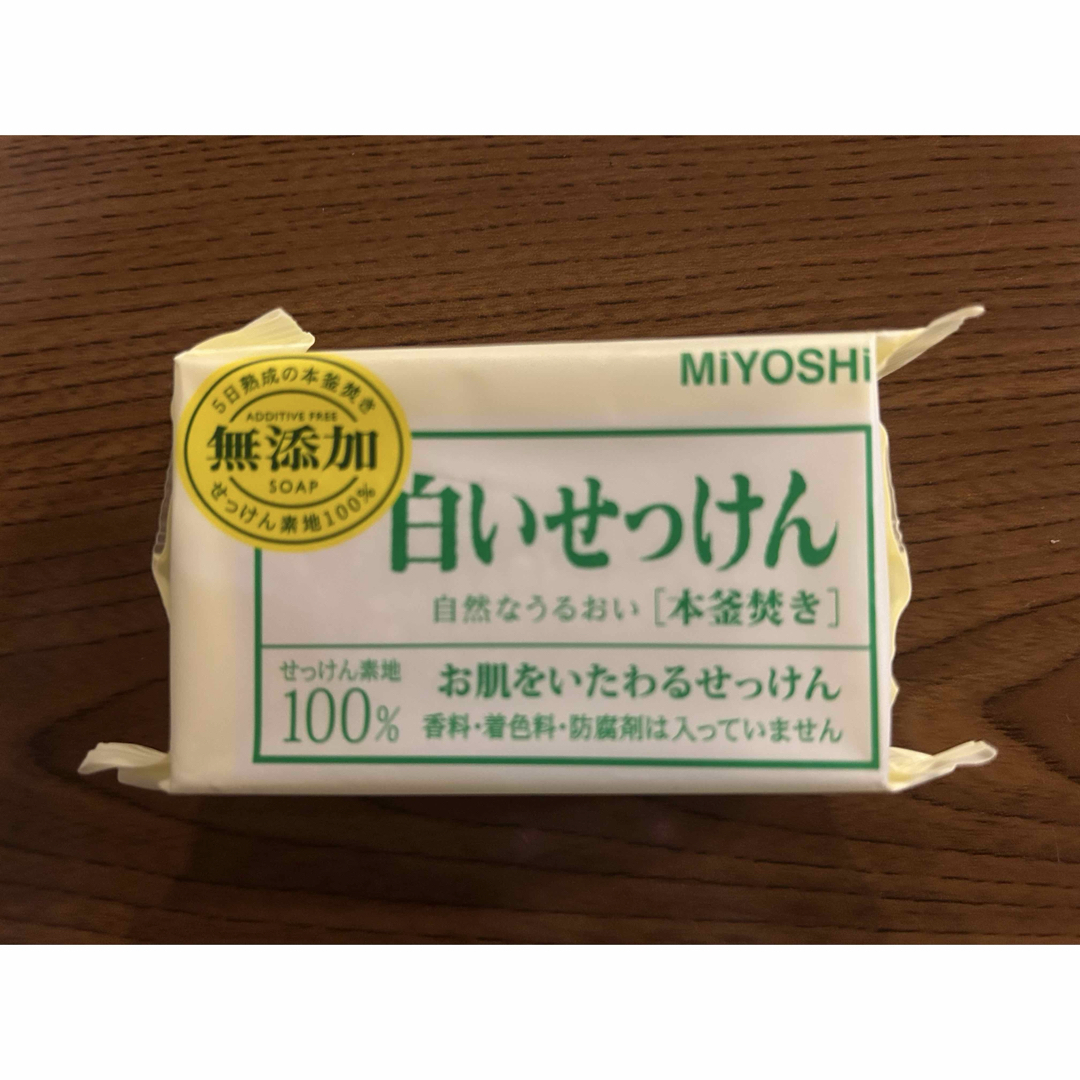 MiYOSHi
5日熟成の本釜焚き
ADDITIVE FREE
無添加
SOAP
せっけん素地100%
白いせっけん
自然なうるおい [本釜焚き]
せっけん素地
100%
お肌をいたわるせっけん
香料・着色料・防腐剤は入っていません